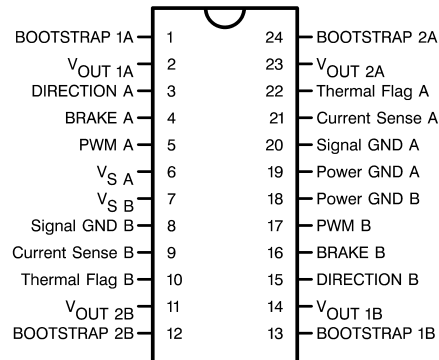 BOOTSTRAP 1A 1 24 BOOTSTRAP 2A
VOUT 1A 2 23 VOUT 2A
DIRECTION A 3 22 Thermal Flag A
BRAKE A 4 21 Current Sense A
PWM A 5 20 Signal GND A
VS A 6 19 Power GND A
VS B 7 18 Power GND B
Signal GND B 8 17 PWM B
Current Sense B 9 16 BRAKE B
Thermal Flag B 10 15 DIRECTION B
VOUT 2B 11 14 VOUT 1B
BOOTSTRAP 2B 12 13 BOOTSTRAP 1B